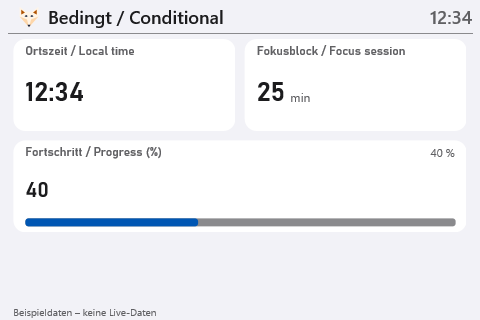 Bedingt / Conditional 12:34
Ortszeit / Local time
12:34
Fokusblock / Focus session
25 min
Fortschritt / Progress (%) 40 %
40
Beispieldaten – keine Live-Daten